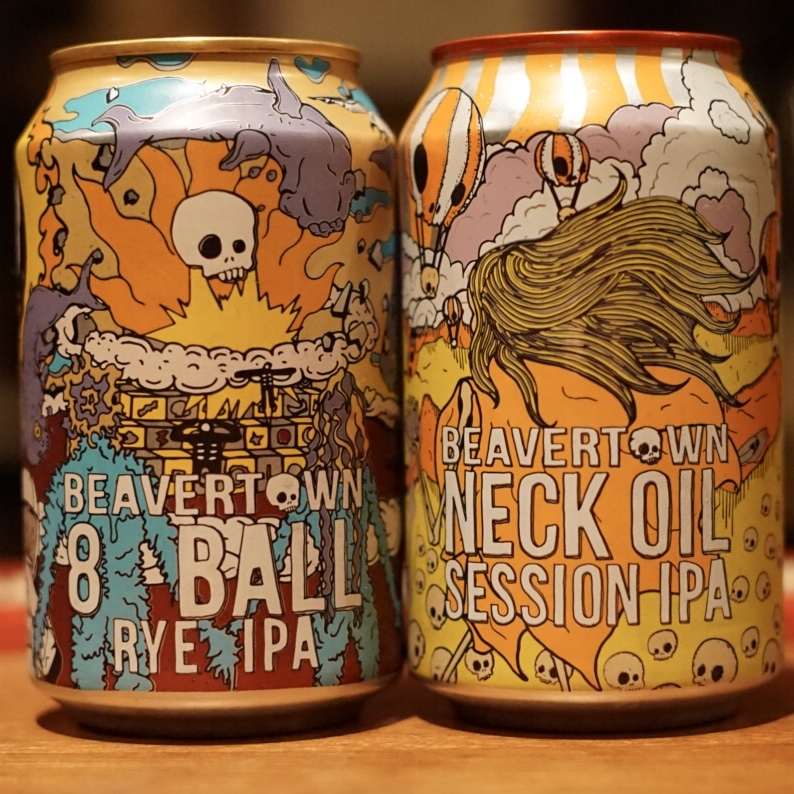 BEAVERTOWN
8 BALL
RYE IPA
BEAVERTOWN
NECK OIL
SESSION IPA